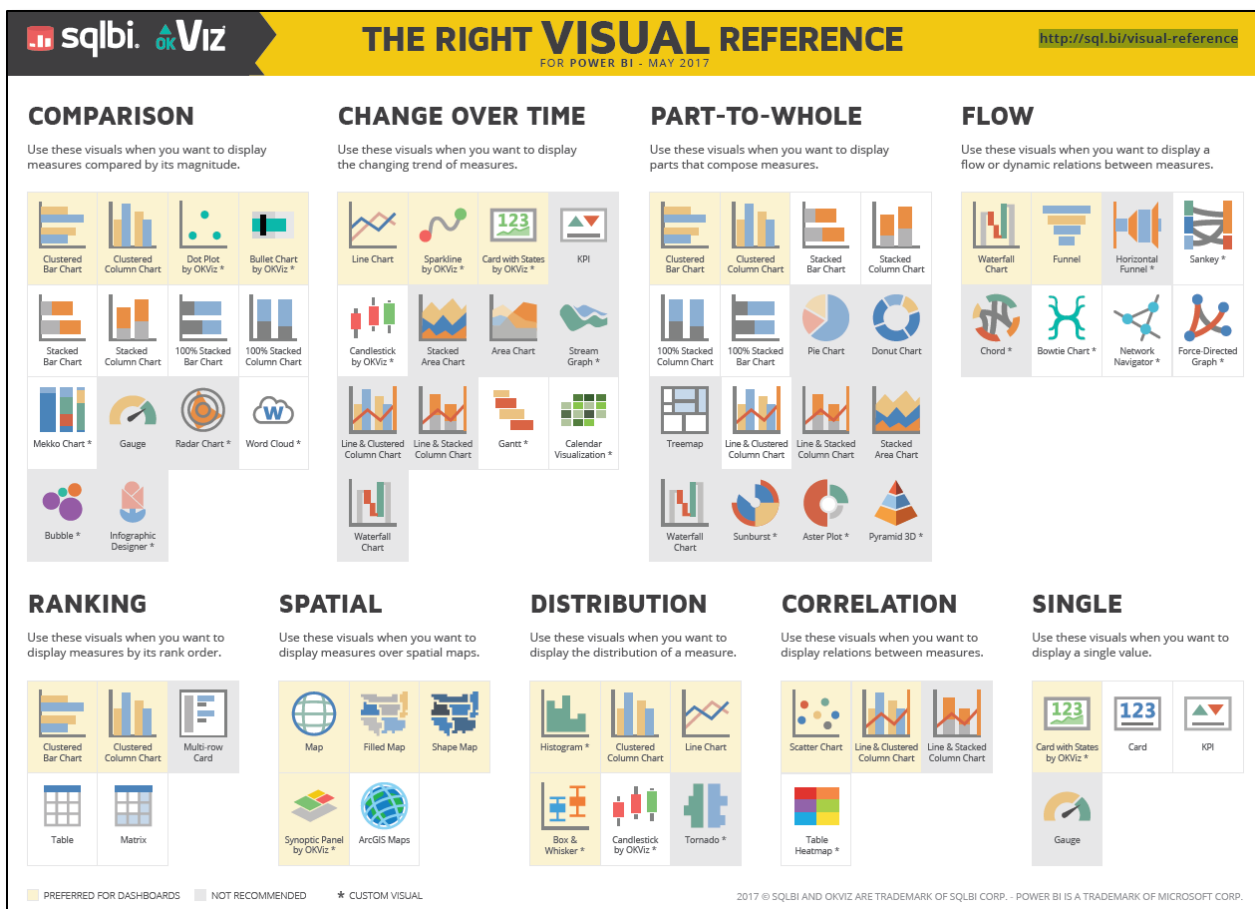 sqlbi. OKVIZ
THE RIGHT VISUAL REFERENCE
FOR POWER BI - MAY 2017
http://sql.bi/visual-reference
COMPARISON
Use these visuals when you want to display
measures compared by its magnitude.
Clustered
Bar Chart
Clustered
Column Chart
Dot Plot
by OKViz *
Bullet Chart
by OKViz *
Stacked
Bar Chart
Stacked
Column Chart
100% Stacked
Bar Chart
100% Stacked
Column Chart
Mekko Chart *
Gauge
Radar Chart *
W
Word Cloud *
Bubble *
Infographic
Designer *
CHANGE OVER TIME
Use these visuals when you want to display
the changing trend of measures.
Line Chart
Sparkline
by OKViz *
123
Card with States
by OKViz *
KPI
Candlestick
by OKViz *
Stacked
Area Chart
Area Chart
Stream
Graph *
Line & Clustered
Column Chart
Line & Stacked
Column Chart
Gantt *
Calendar
Visualization *
Waterfall
Chart
PART-TO-WHOLE
Use these visuals when you want to display
parts that compose measures.
Clustered
Bar Chart
Clustered
Column Chart
Stacked
Bar Chart
Stacked
Column Chart
100% Stacked
Column Chart
100% Stacked
Bar Chart
Pie Chart
Donut Chart
Treemap
Line & Clustered
Column Chart
Line & Stacked
Column Chart
Stacked
Area Chart
Waterfall
Chart
Sunburst *
Aster Plot *
Pyramid 3D *
FLOW
Use these visuals when you want to display a
flow or dynamic relations between measures.
Waterfall
Chart
Funnel
Horizontal
Funnel *
Sankey *
Chord *
Bowtie Chart *
Network
Navigator *
Force-Directed
Graph *
RANKING
Use these visuals when you want to
display measures by its rank order.
Clustered
Bar Chart
Clustered
Column Chart
Multi-row
Card
Table
Matrix
SPATIAL
Use these visuals when you want to
display measures over spatial maps.
Map
Filled Map
Shape Map
Synoptic Panel
by OKViz *
ArcGIS Maps
DISTRIBUTION
Use these visuals when you want to
display the distribution of a measure.
Histogram *
Clustered
Column Chart
Line Chart
Box &
Whisker *
Candlestick
by OKViz *
Tornado *
CORRELATION
Use these visuals when you want to
display relations between measures.
Scatter Chart
Line & Clustered
Column Chart
Line & Stacked
Column Chart
Table
Heatmap *
SINGLE
Use these visuals when you want to
display a single value.
123
Card with States
by OKViz *
123
Card
KPI
Gauge
PREFERRED FOR DASHBOARDS
NOT RECOMMENDED
* CUSTOM VISUAL
2017 © SQLBI AND OKVIZ ARE TRADEMARK OF SQLBI CORP. - POWER BI IS A TRADEMARK OF MICROSOFT CORP.